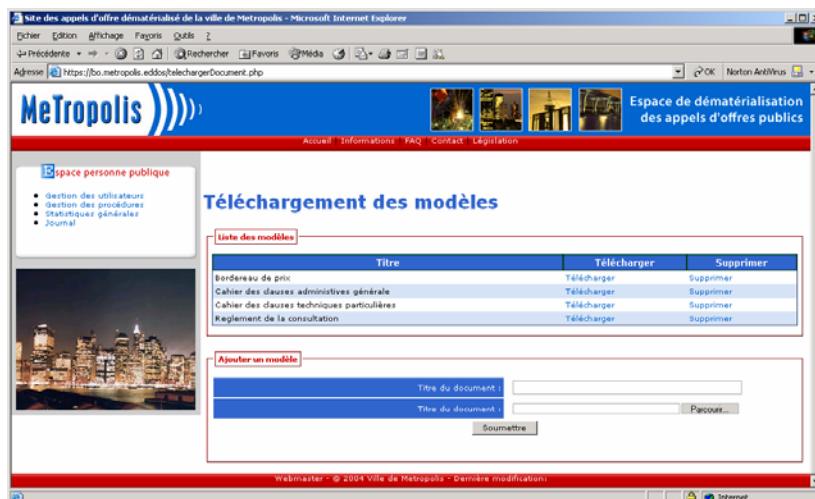 Site des appels d'offre dématérialisé de la ville de Metropolis - Microsoft Internet Explorer
Fichier Edition Affichage Favoris Outils ?
Précédente Rechercher Favoris Média
Adresse https://bo.metropolis.eddos/telechargerDocument.php OK Norton AntiVirus
MeTropolis
Espace de dématérialisation
des appels d'offres publics
Accueil Informations FAQ Contact Législation
Espace personne publique
Gestion des utilisateurs
Gestion des procédures
Statistiques générales
Journal
Téléchargement des modèles
Liste des modèles
Titre Télécharger Supprimer
Bordereau de prix Télécharger Supprimer
Cahier des clauses administives générale Télécharger Supprimer
Cahier des clauses techniques particulières Télécharger Supprimer
Reglement de la consultation Télécharger Supprimer
Ajouter un modèle
Titre du document :
Titre du document : Parcourir...
Soumettre
Webmaster - © 2004 Ville de Metropolis - Dernière modification:
Internet